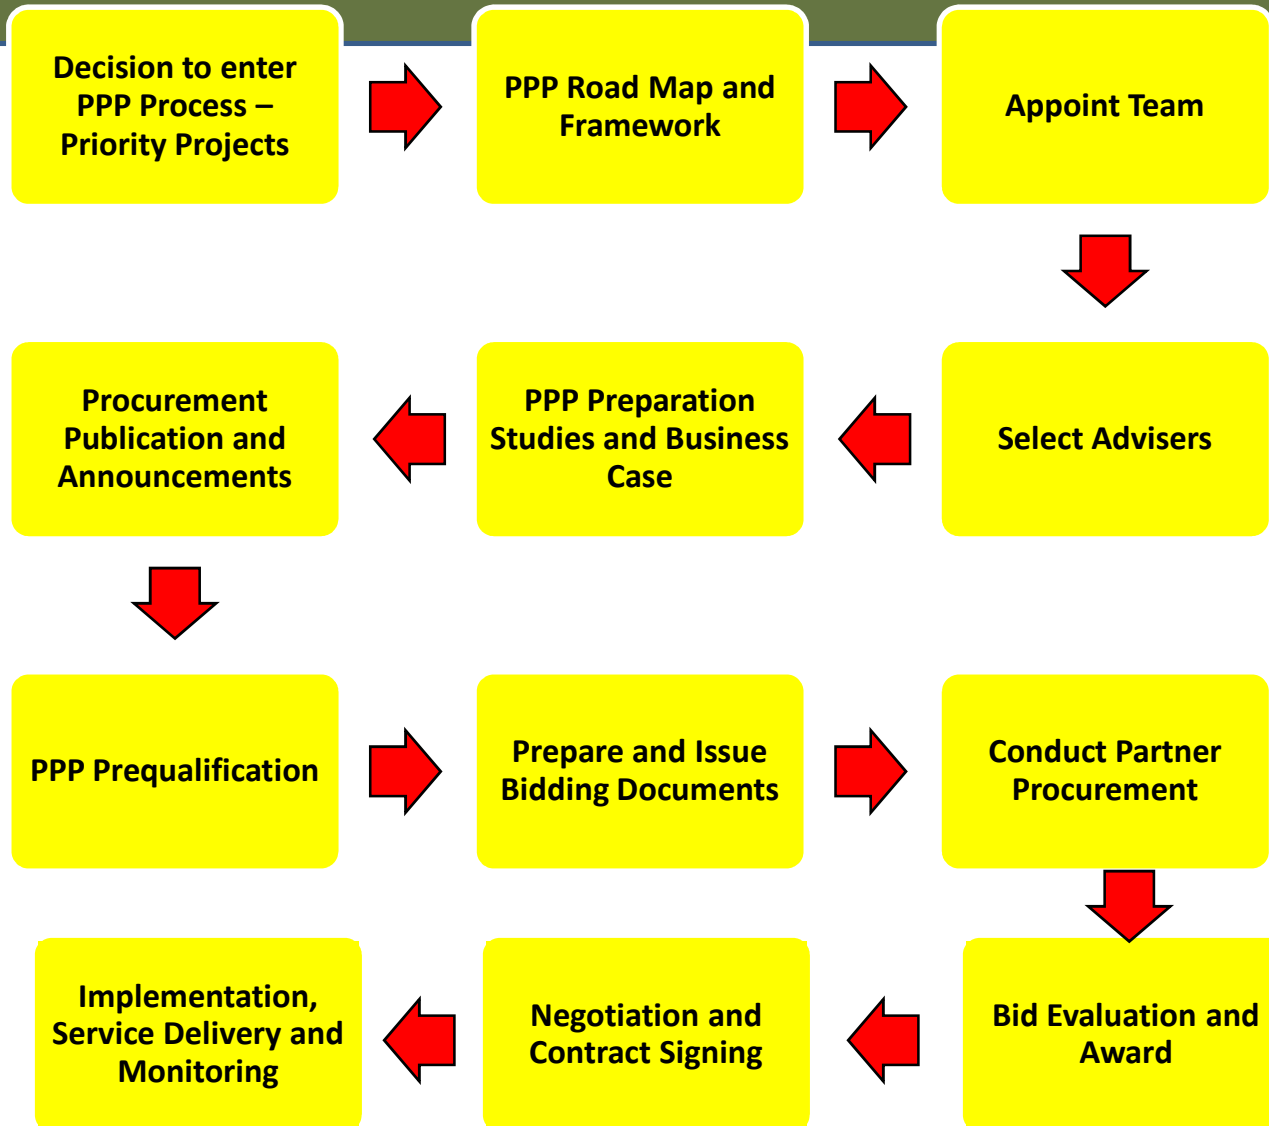 Decision to enter
PPP Process –
Priority Projects
PPP Road Map and
Framework
Appoint Team
Procurement
Publication and
Announcements
PPP Preparation
Studies and Business
Case
Select Advisers
PPP Prequalification
Prepare and Issue
Bidding Documents
Conduct Partner
Procurement
Implementation,
Service Delivery and
Monitoring
Negotiation and
Contract Signing
Bid Evaluation and
Award